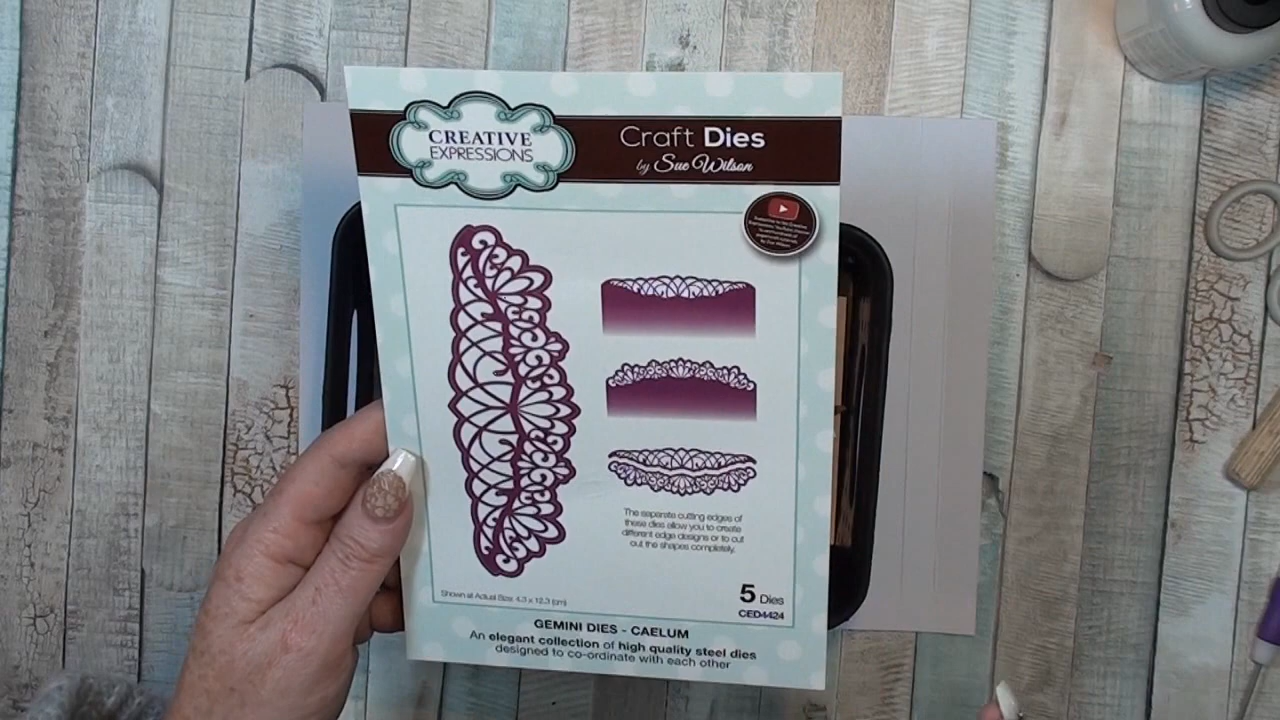 CREATIVE
EXPRESSIONS
Craft Dies
by Sue Wilson
The separate cutting edges of
these dies allow you to create
different edge designs or to cut
out the shapes completely.
Shown at Actual Size: 4.3 x 12.3 (cm)
5 Dies
CED4424
GEMINI DIES - CAELUM
An elegant collection of high quality steel dies
designed to co-ordinate with each other